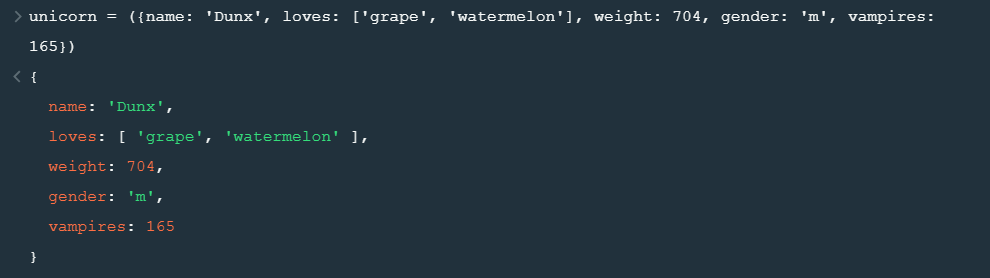 > unicorn = ({name: 'Dunx', loves: ['grape', 'watermelon'], weight: 704, gender: 'm', vampires:
165})
< {
name: 'Dunx',
loves: [ 'grape', 'watermelon' ],
weight: 704,
gender: 'm',
vampires: 165
}